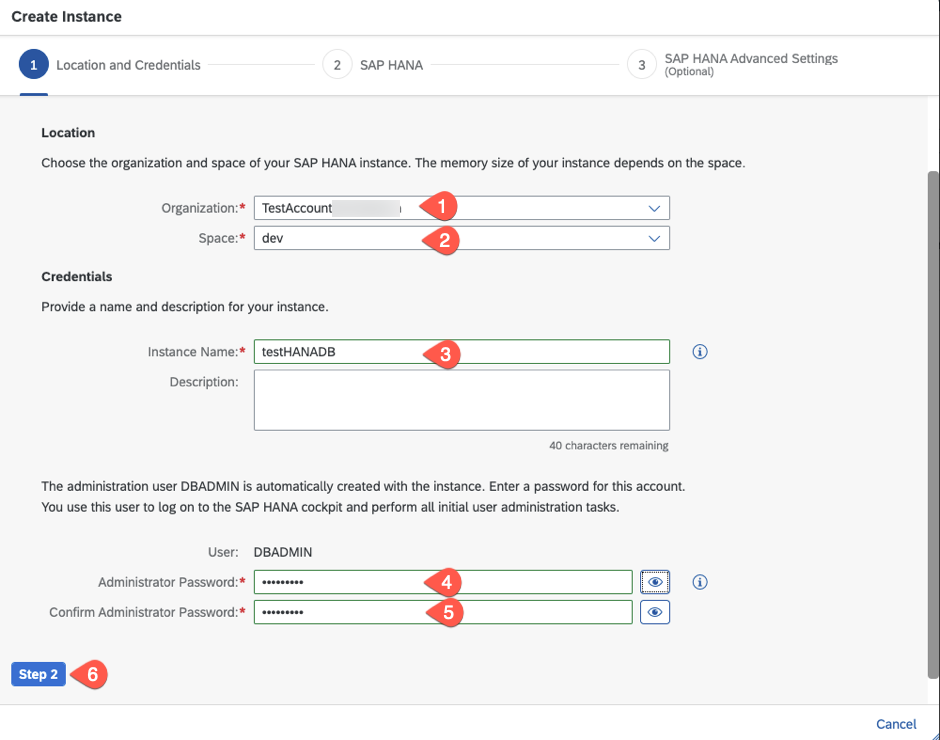 Create Instance
1 Location and Credentials 2 SAP HANA 3 SAP HANA Advanced Settings
(Optional)
Location
Choose the organization and space of your SAP HANA instance. The memory size of your instance depends on the space.
Organization:* TestAccount 1
Space:* dev 2
Credentials
Provide a name and description for your instance.
Instance Name:* testHANADB 3
Description:
40 characters remaining
The administration user DBADMIN is automatically created with the instance. Enter a password for this account.
You use this user to log on to the SAP HANA cockpit and perform all initial user administration tasks.
User: DBADMIN
Administrator Password:* ••••••••• 4
Confirm Administrator Password:* ••••••••• 5
Step 2 6
Cancel